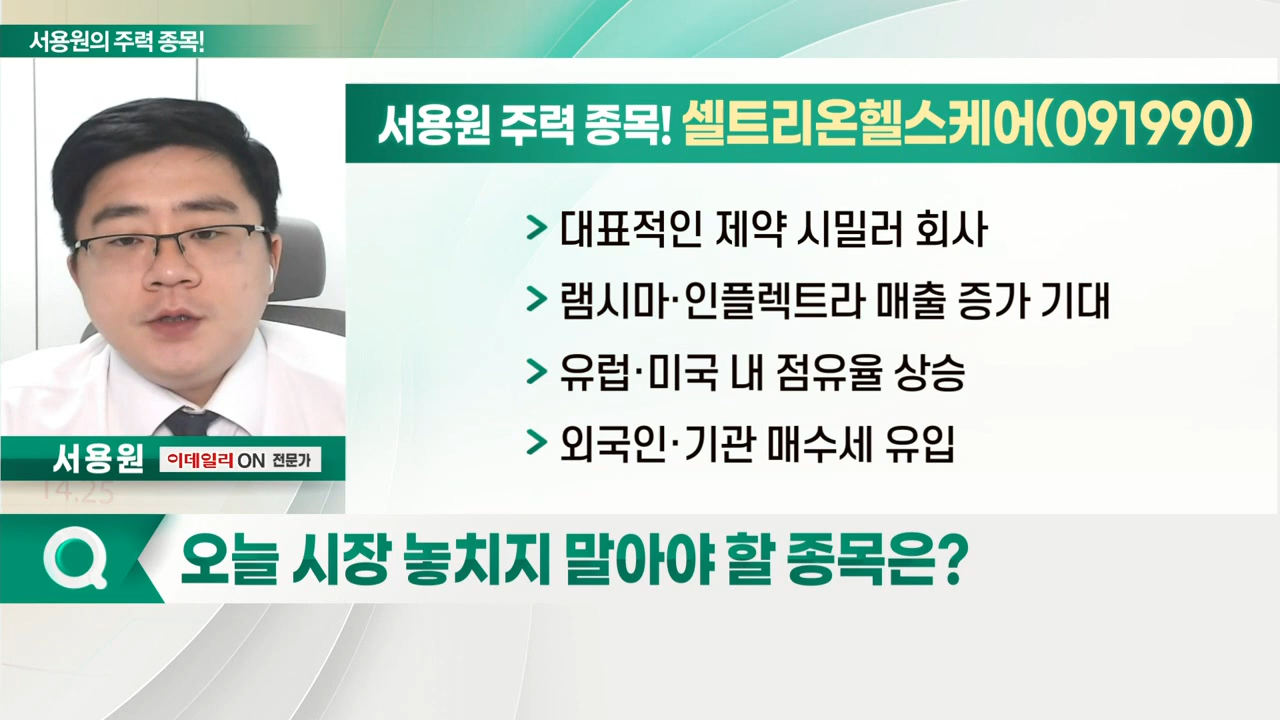 서용원의 주력 종목!
서용원 주력 종목! 셀트리온헬스케어(091990)
> 대표적인 제약 시밀러 회사
> 램시마·인플렉트라 매출 증가 기대
> 유럽·미국 내 점유율 상승
> 외국인·기관 매수세 유입
서용원 이데일리 ON 전문가
14.25
오늘 시장 놓치지 말아야 할 종목은?